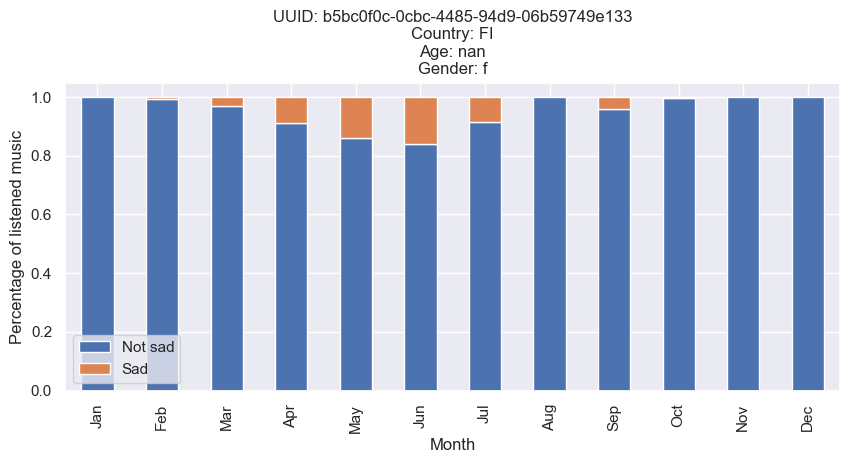 UUID: b5bc0f0c-0cbc-4485-94d9-06b59749e133
Country: FI
Age: nan
Gender: f
Percentage of listened music
1.0
0.8
0.6
0.4
0.2
0.0
Not sad
Sad
Jan
Feb
Mar
Apr
May
Jun
Jul
Aug
Sep
Oct
Nov
Dec
Month